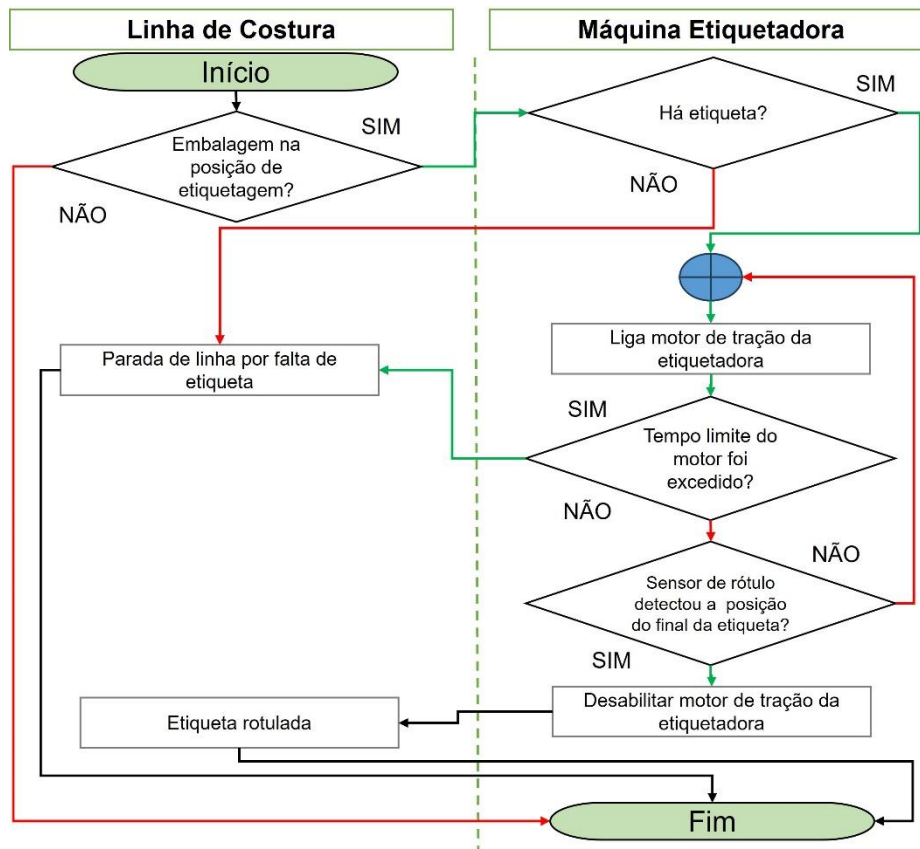 Linha de Costura
Máquina Etiquetadora
Início
SIM
Embalagem na
posição de
etiquetagem?
NÃO
SIM
Há etiqueta?
NÃO
Liga motor de tração da
etiquetadora
Parada de linha por falta de
etiqueta
SIM
Tempo limite do
motor foi
excedido?
NÃO
NÃO
Sensor de rótulo
detectou a posição
do final da etiqueta?
SIM
Desabilitar motor de tração da
etiquetadora
Etiqueta rotulada
Fim